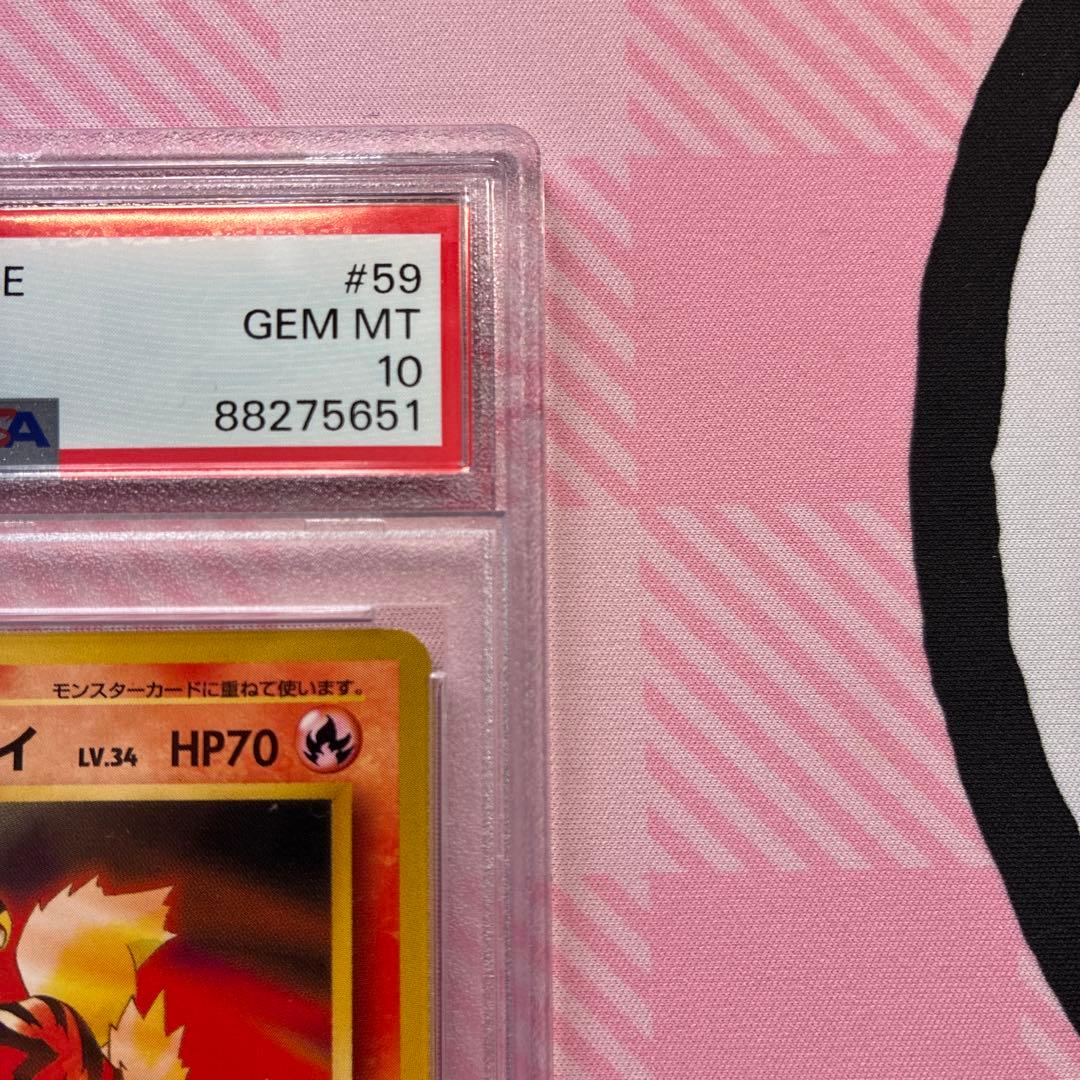 E #59
GEM MT
10
88275651
SA
モンスターカードに重ねて使います。
イ LV.34 HP70